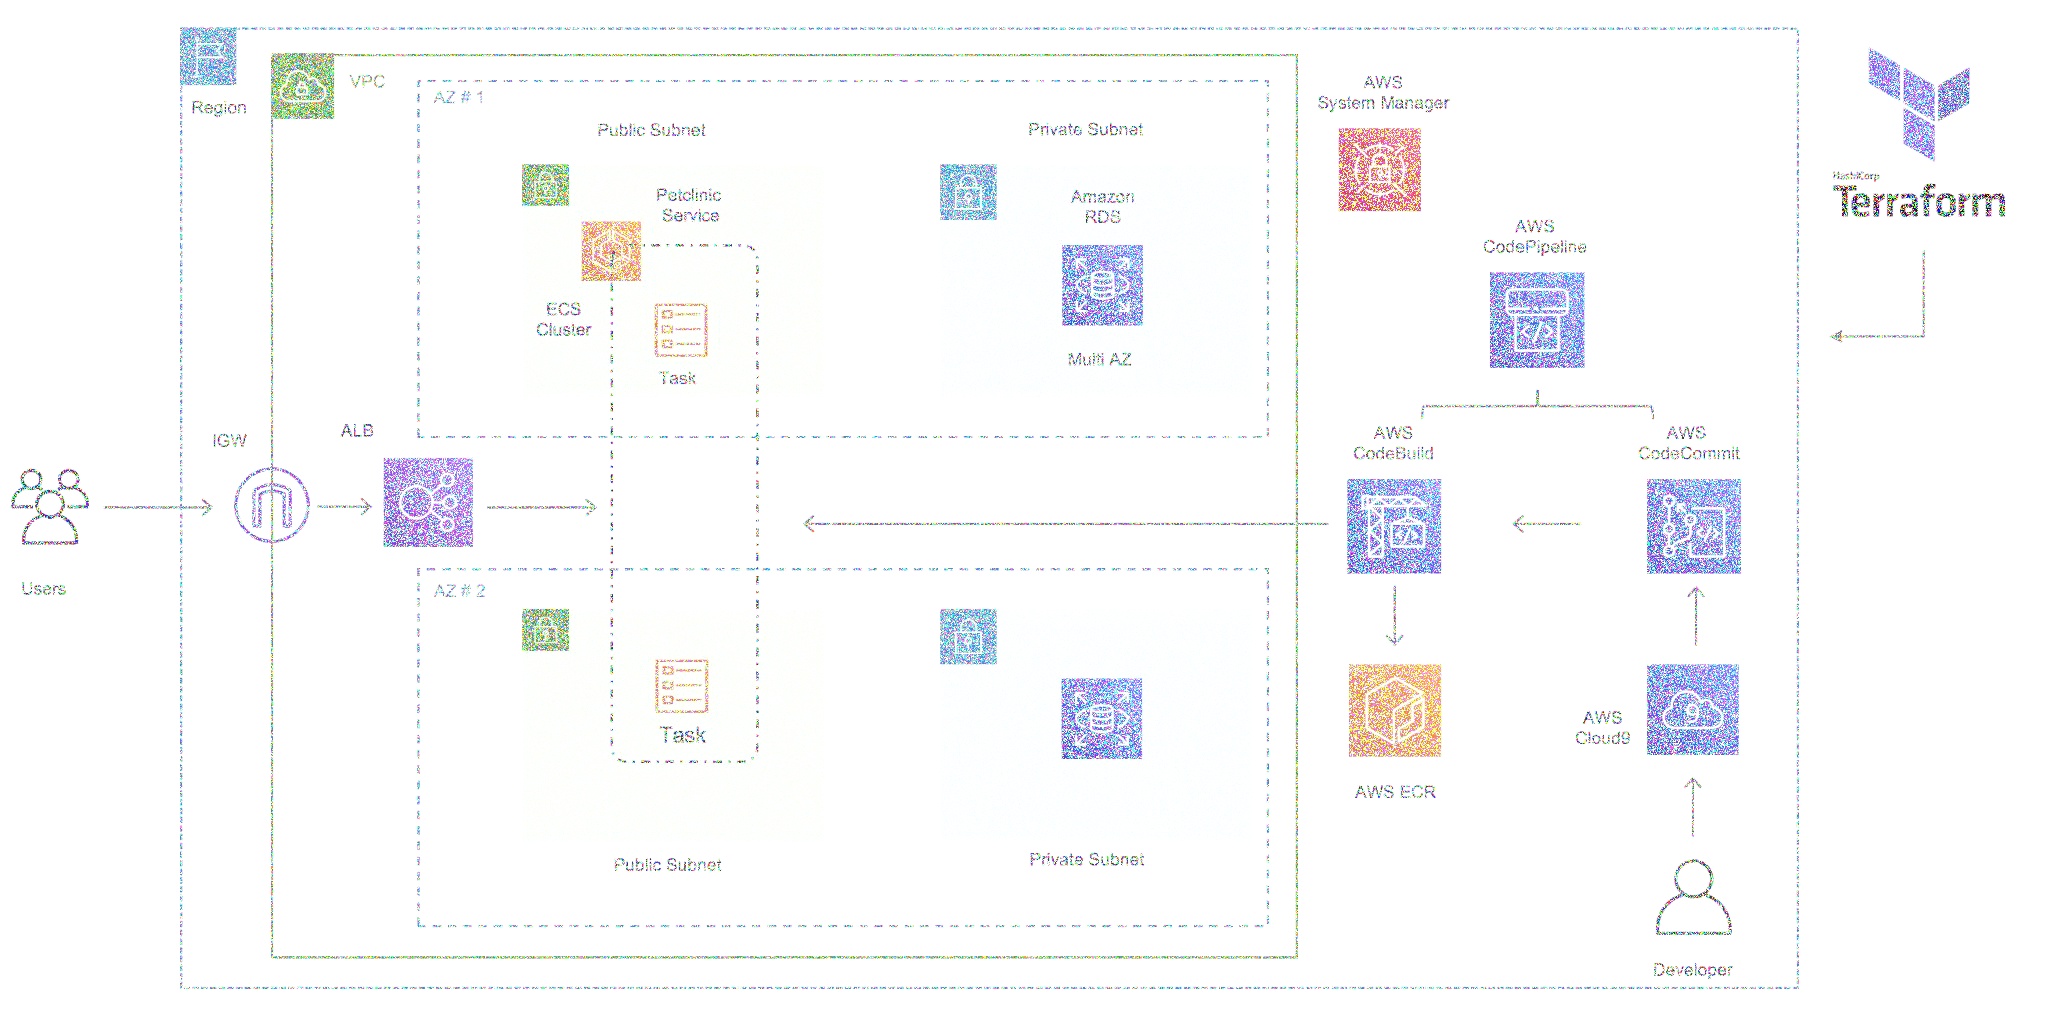 Region
VPC
AZ # 1
Public Subnet
Private Subnet
Petclinic
Service
Amazon
RDS
ECS
Cluster
Task
Multi AZ
AWS
System Manager
HashiCorp
Terraform
AWS
CodePipeline
IGW
ALB
AWS
CodeBuild
AWS
CodeCommit
Users
AZ # 2
Task
AWS
Cloud9
AWS ECR
Public Subnet
Private Subnet
Developer